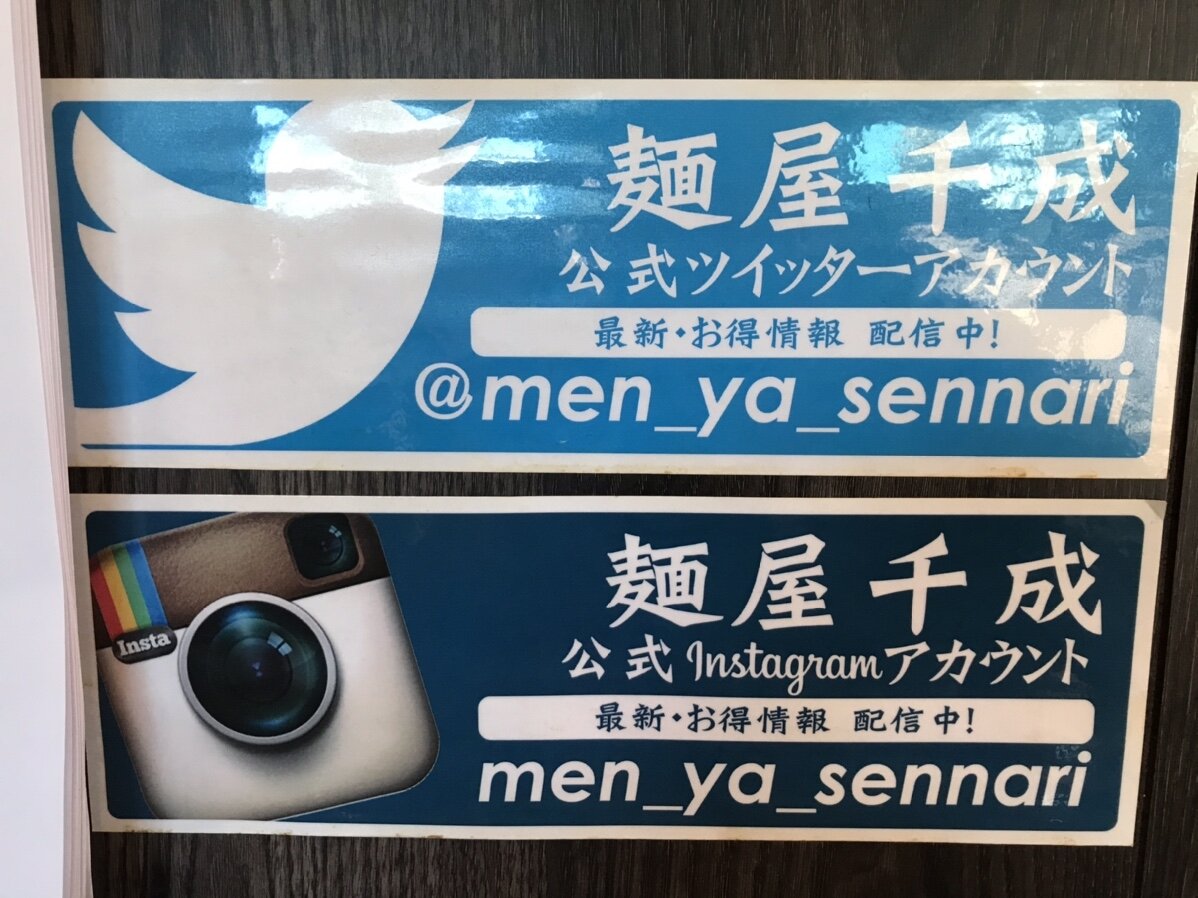 麺屋千成
公式ツイッターアカウント
最新・お得情報 配信中!
@men_ya_sennari
Insta
麺屋千成
公式Instagramアカウント
最新・お得情報 配信中!
men_ya_sennari